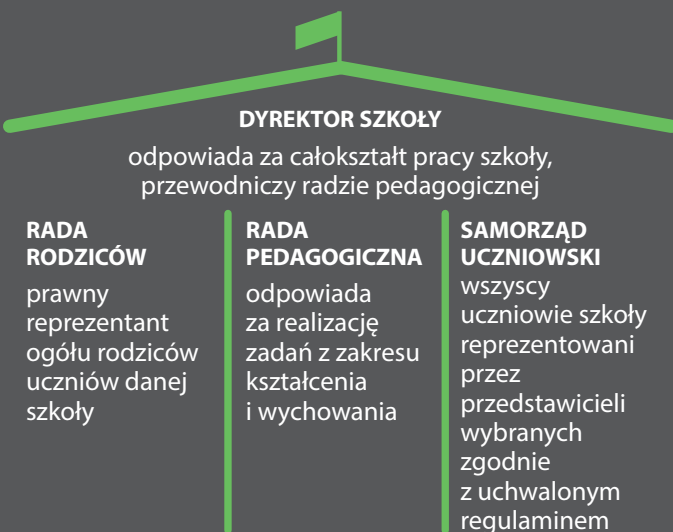 DYREKTOR SZKOŁY
odpowiada za całokształt pracy szkoły,
przewodniczy radzie pedagogicznej
RADA
RODZICÓW
prawny
reprezentant
ogółu rodziców
uczniów danej
szkoły
RADA
PEDAGOGICZNA
odpowiada
za realizację
zadań z zakresu
kształcenia
i wychowania
SAMORZĄD
UCZNIOWSKI
wszyscy
uczniowie szkoły
reprezentowani
przez
przedstawicieli
wybranych
zgodnie
z uchwalonym
regulaminem